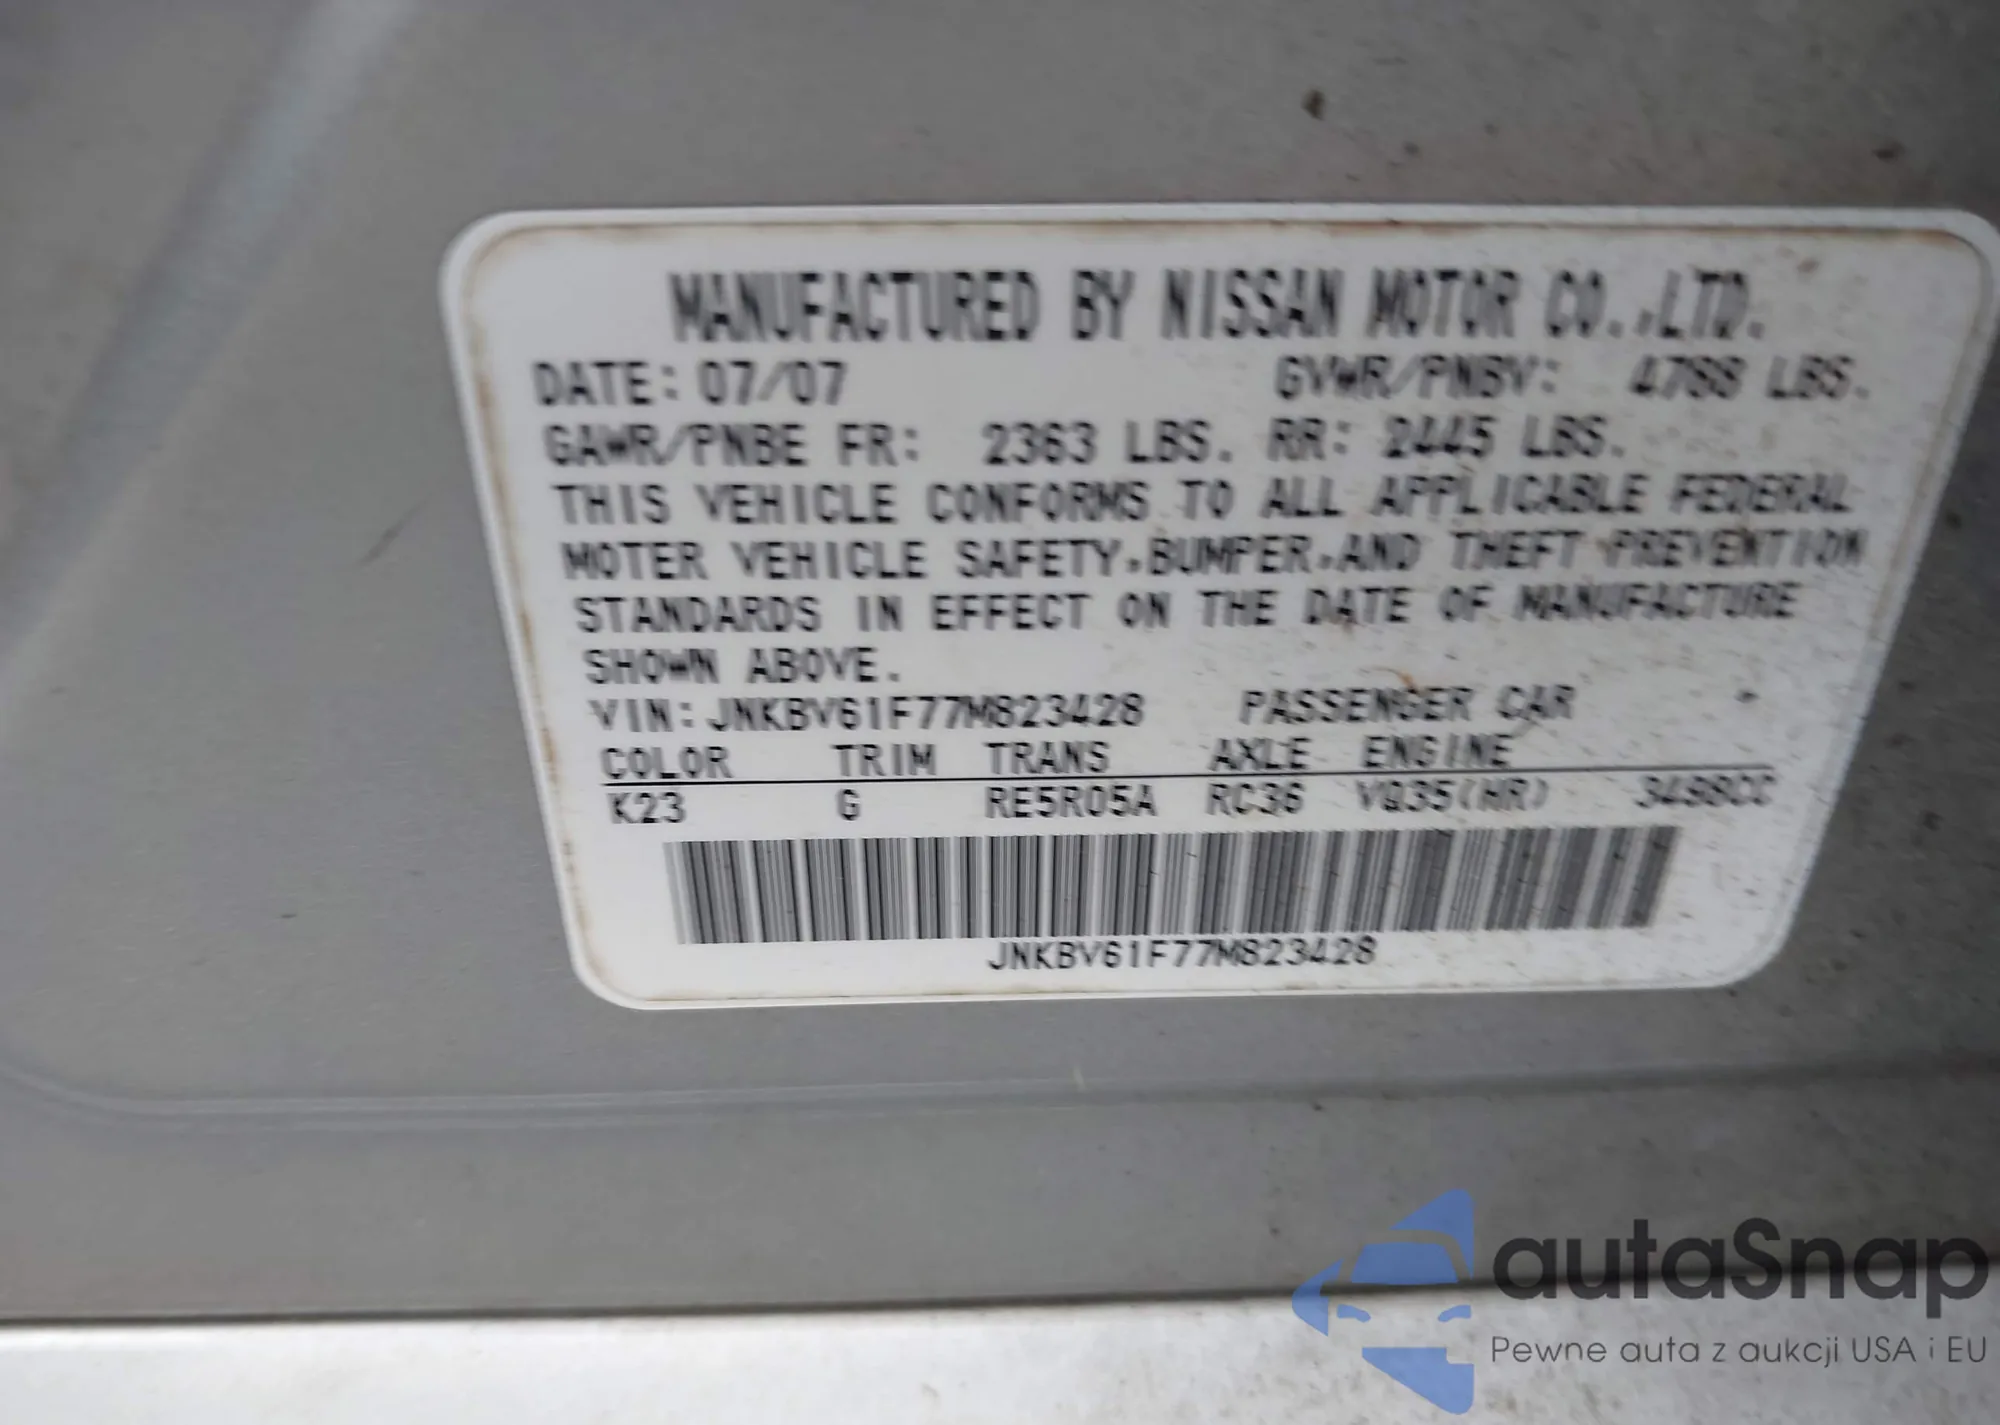 MANUFACTURED BY NISSAN MOTOR CO.,LTD.
DATE: 07/07 GVWR/PNBV: 4788 LBS.
GAWR/PNBE FR: 2363 LBS. RR: 2445 LBS.
THIS VEHICLE CONFORMS TO ALL APPLICABLE FEDERAL
MOTER VEHICLE SAFETY,BUMPER,AND THEFT PREVENTION
STANDARDS IN EFFECT ON THE DATE OF MANUFACTURE
SHOWN ABOVE.
VIN: JNKBV61F77M823428 PASSENGER CAR
COLOR TRIM TRANS AXLE ENGINE
K23 G RE5R05A RC36 VQ35(HR) 3498CC
JNKBV61F77M823428
autaSnap
Pewne auta z aukcji USA i EU